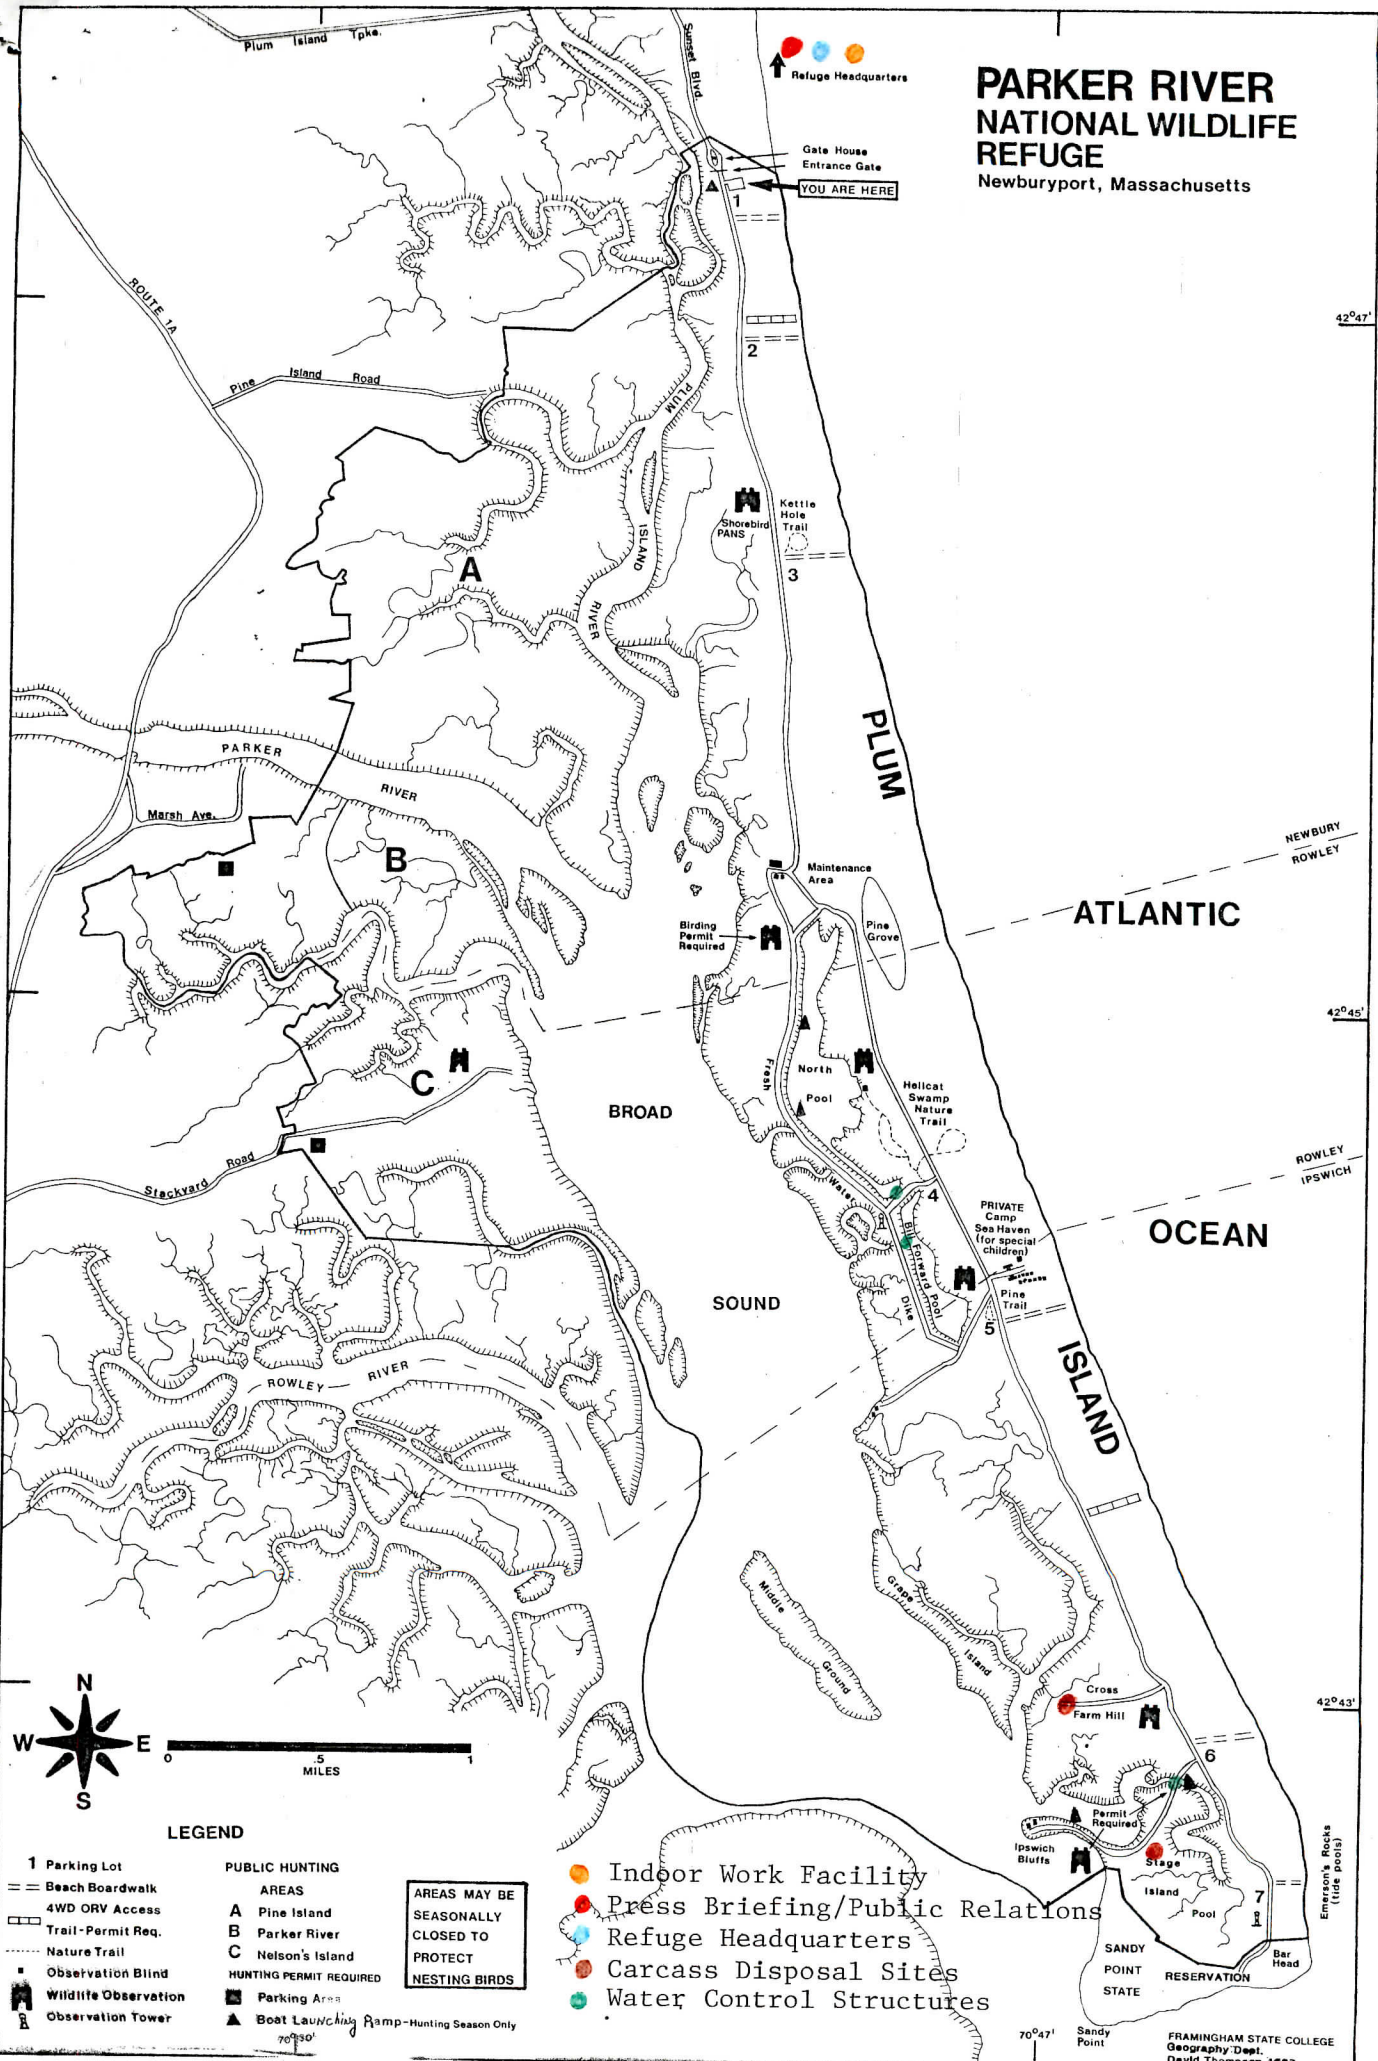 Plum Island Tpke.
Sunset Blvd.
Refuge Headquarters
PARKER RIVER
NATIONAL WILDLIFE
REFUGE
Newburyport, Massachusetts
Gate House
Entrance Gate
YOU ARE HERE
1
ROUTE 1A
42°47'
2
Pine Island Road
PLUM
ISLAND
RIVER
Shorebird
PANS
Kettle
Hole
Trail
3
A
PLUM
PARKER
RIVER
Marsh Ave.
B
Maintenance
Area
NEWBURY
ROWLEY
Birding
Permit
Required
Pine
Grove
ATLANTIC
42°45'
C
North
Pool
Fresh
Water
Hellcat
Swamp
Nature
Trail
BROAD
Stackyard Road
4
ROWLEY
IPSWICH
PRIVATE
Camp
Sea Haven
(for special
children)
OCEAN
Bill Forward Pool
Dike
SOUND
Pine
Trail
5
ISLAND
ROWLEY RIVER
Middle
Ground
Grape
Island
Cross
Farm Hill
42°43'
6
N
W E
S
0 .5 1
MILES
Permit
Required
Ipswich
Bluffs
Stage
Island
Pool
7
Emerson's Rocks
(tide pools)
SANDY
POINT
STATE
RESERVATION
Bar
Head
Sandy
Point
LEGEND
1 Parking Lot
Beach Boardwalk
4WD ORV Access
Trail-Permit Req.
Nature Trail
Observation Blind
Wildlife Observation
Observation Tower
PUBLIC HUNTING
AREAS
A Pine Island
B Parker River
C Nelson's Island
HUNTING PERMIT REQUIRED
Parking Area
Boat Launching Ramp-Hunting Season Only
AREAS MAY BE
SEASONALLY
CLOSED TO
PROTECT
NESTING BIRDS
Indoor Work Facility
Press Briefing/Public Relations
Refuge Headquarters
Carcass Disposal Sites
Water Control Structures
70°47'
FRAMINGHAM STATE COLLEGE
Geography Dept.